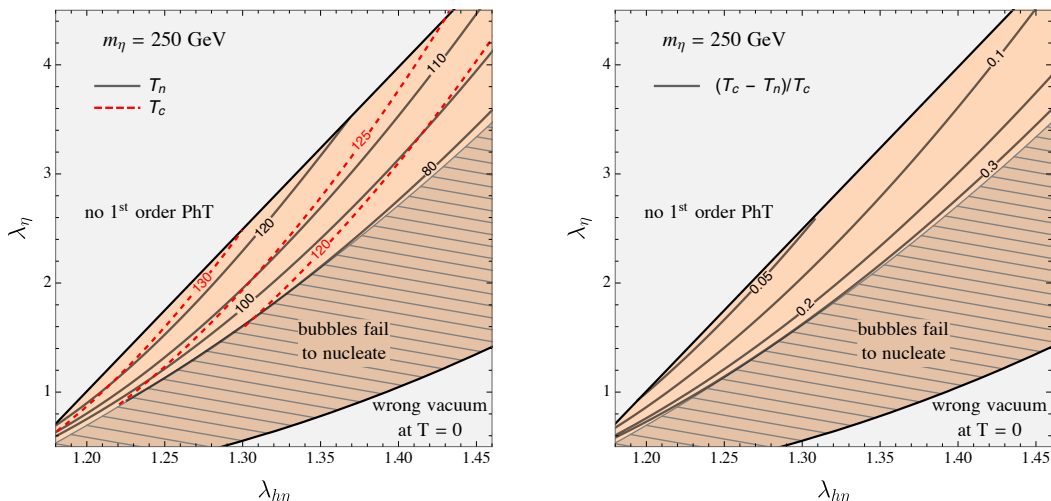 m_η = 250 GeV
T_n
T_c
110
125
120
80
no 1st order PhT
130
120
100
bubbles fail
to nucleate
wrong vacuum
at T = 0
4
3
2
1
λ_η
1.20 1.25 1.30 1.35 1.40 1.45
λ_hη
m_η = 250 GeV
(T_c - T_n)/T_c
0.1
0.3
no 1st order PhT
0.05
0.2
bubbles fail
to nucleate
wrong vacuum
at T = 0
4
3
2
1
λ_η
1.20 1.25 1.30 1.35 1.40 1.45
λ_hη